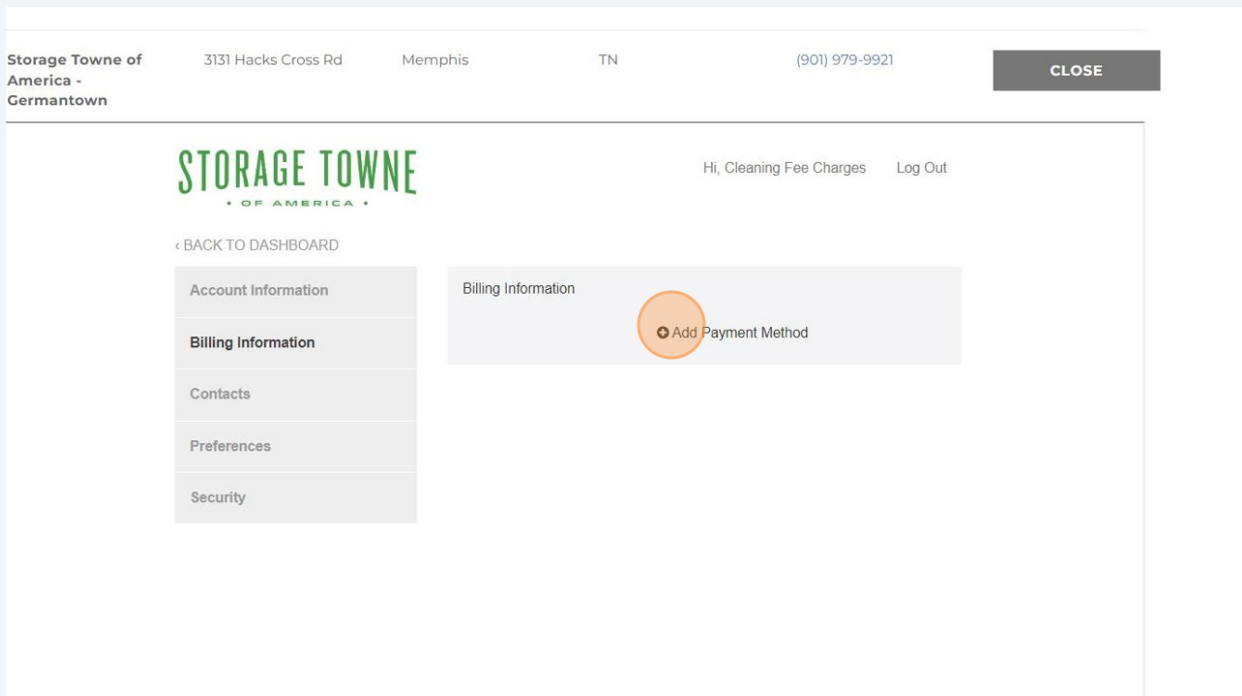 Storage Towne of America - Germantown
3131 Hacks Cross Rd
Memphis
TN
(901) 979-9921
CLOSE
STORAGE TOWNE
• OF AMERICA •
Hi, Cleaning Fee Charges
Log Out
‹ BACK TO DASHBOARD
Account Information
Billing Information
Contacts
Preferences
Security
Billing Information
Add Payment Method